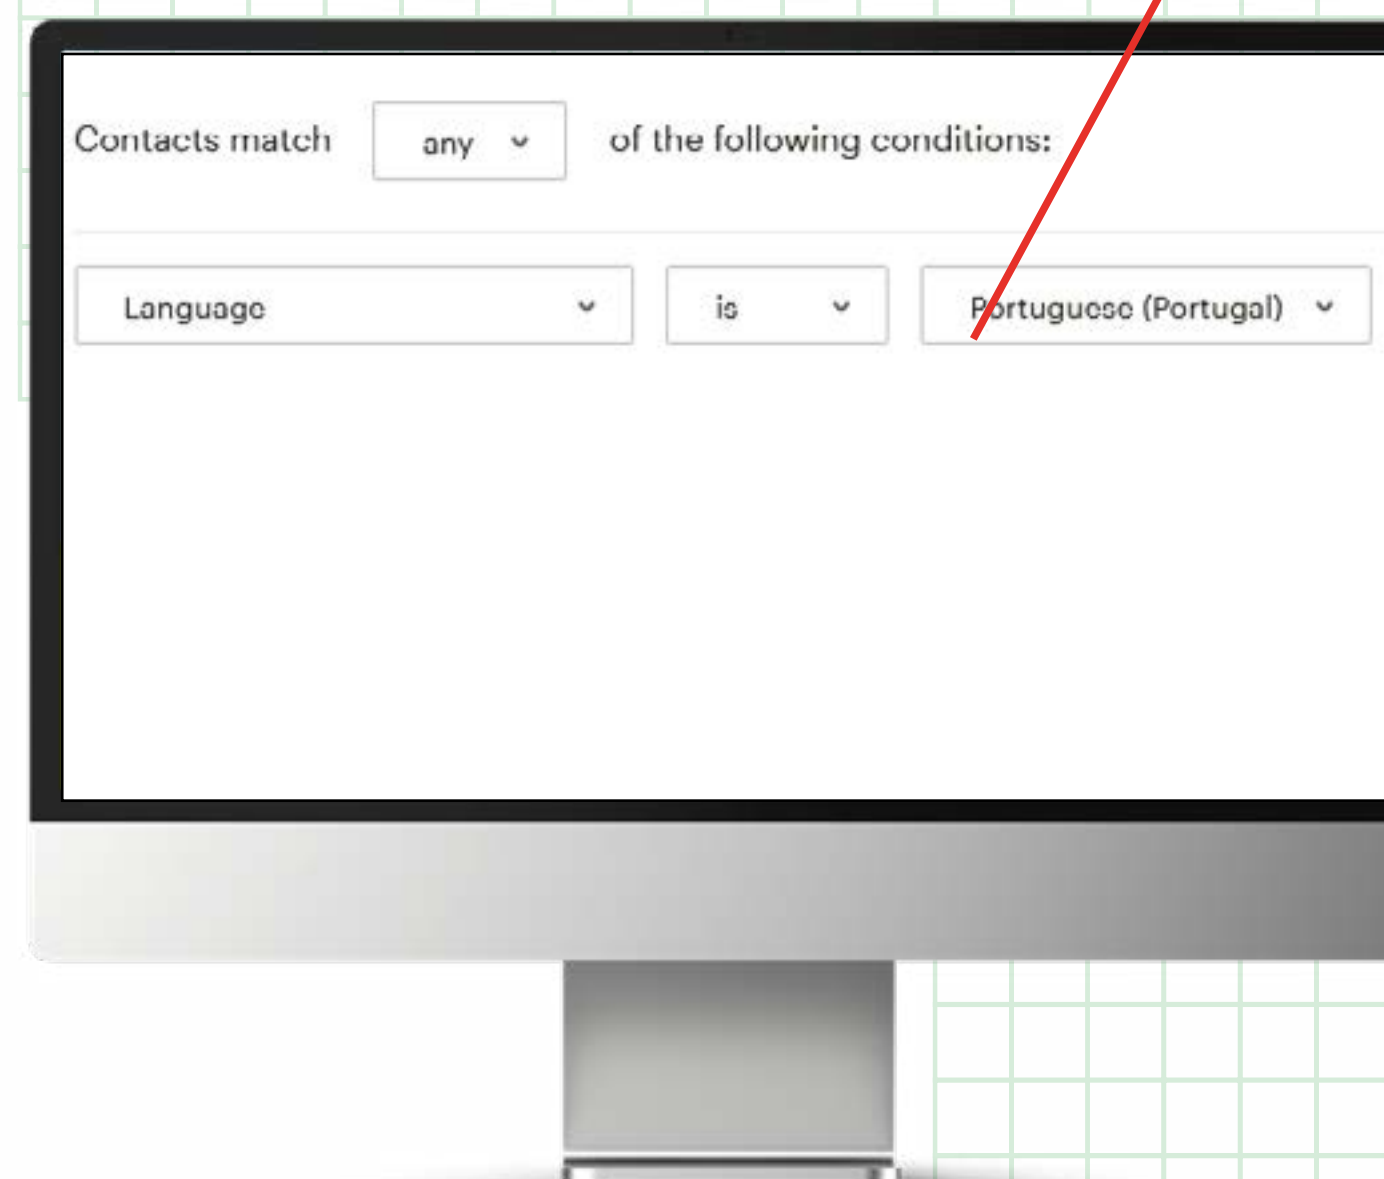 Contacts match any of the following conditions:
Language is Portuguese (Portugal)